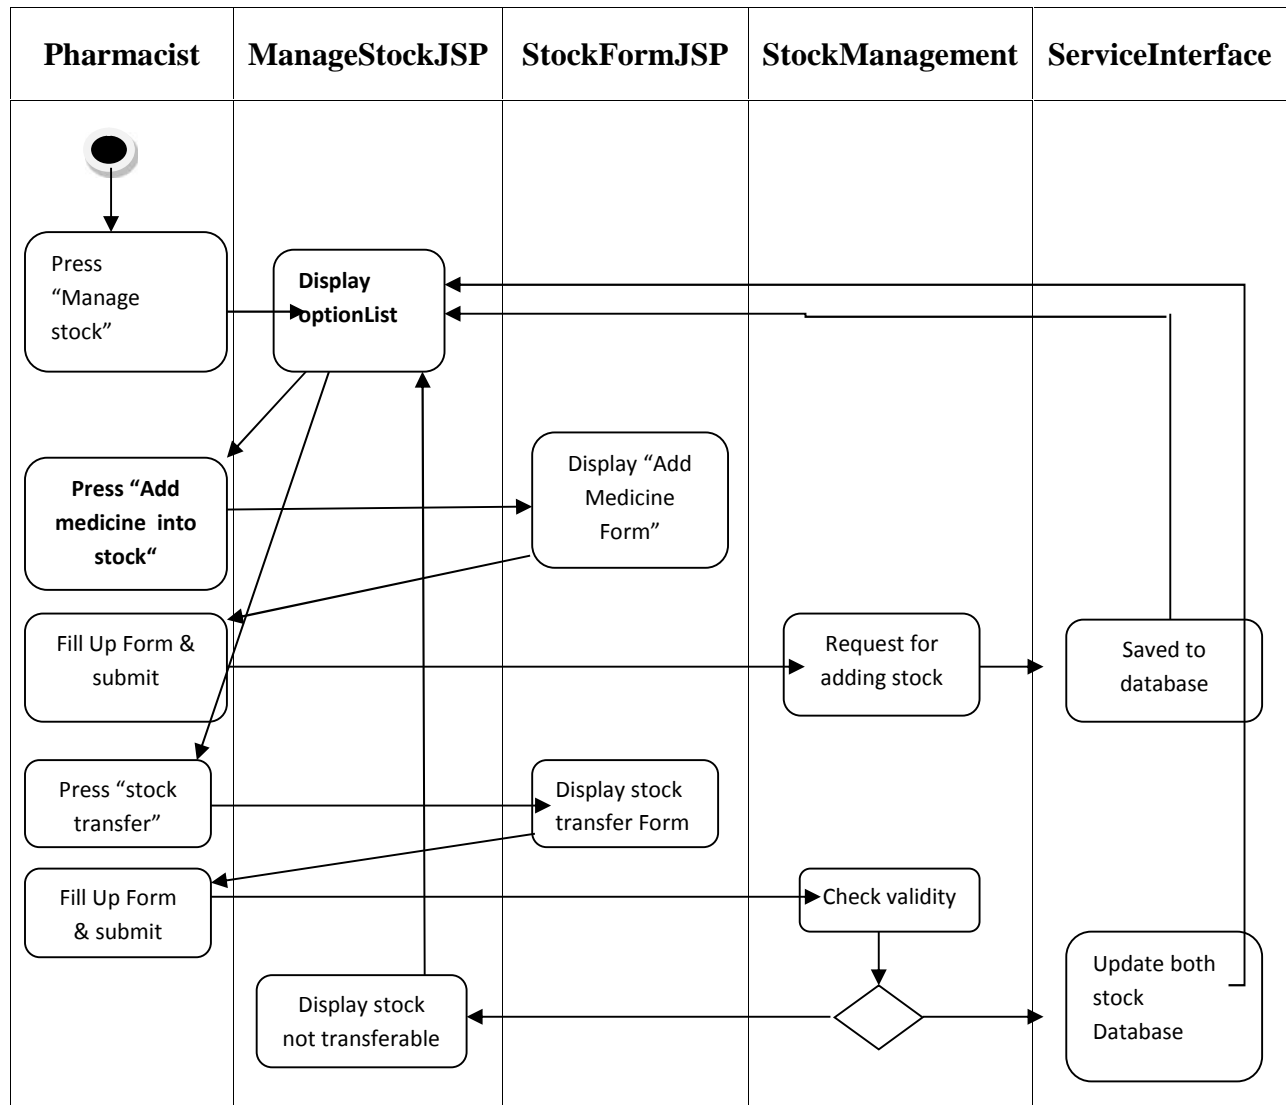 Pharmacist
ManageStockJSP
StockFormJSP
StockManagement
ServiceInterface
Press
“Manage
stock”
Display
optionList
Press “Add
medicine into
stock“
Display “Add
Medicine
Form”
Fill Up Form &
submit
Request for
adding stock
Saved to
database
Press “stock
transfer”
Display stock
transfer Form
Fill Up Form
& submit
Check validity
Display stock
not transferable
Update both
stock
Database